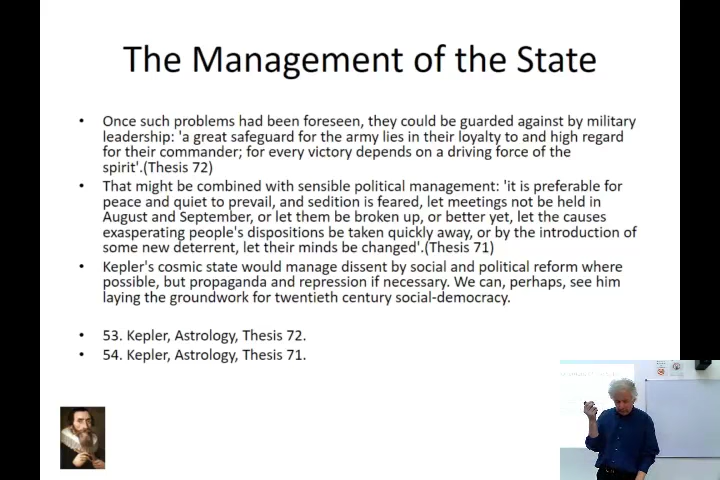 The Management of the State
• Once such problems had been foreseen, they could be guarded against by military
leadership: 'a great safeguard for the army lies in their loyalty to and high regard
for their commander; for every victory depends on a driving force of the
spirit'.(Thesis 72)
• That might be combined with sensible political management: 'it is preferable for
peace and quiet to prevail, and sedition is feared, let meetings not be held in
August and September, or let them be broken up, or better yet, let the causes
exasperating people's dispositions be taken quickly away, or by the introduction of
some new deterrent, let their minds be changed'.(Thesis 71)
• Kepler's cosmic state would manage dissent by social and political reform where
possible, but propaganda and repression if necessary. We can, perhaps, see him
laying the groundwork for twentieth century social-democracy.
• 53. Kepler, Astrology, Thesis 72.
• 54. Kepler, Astrology, Thesis 71.